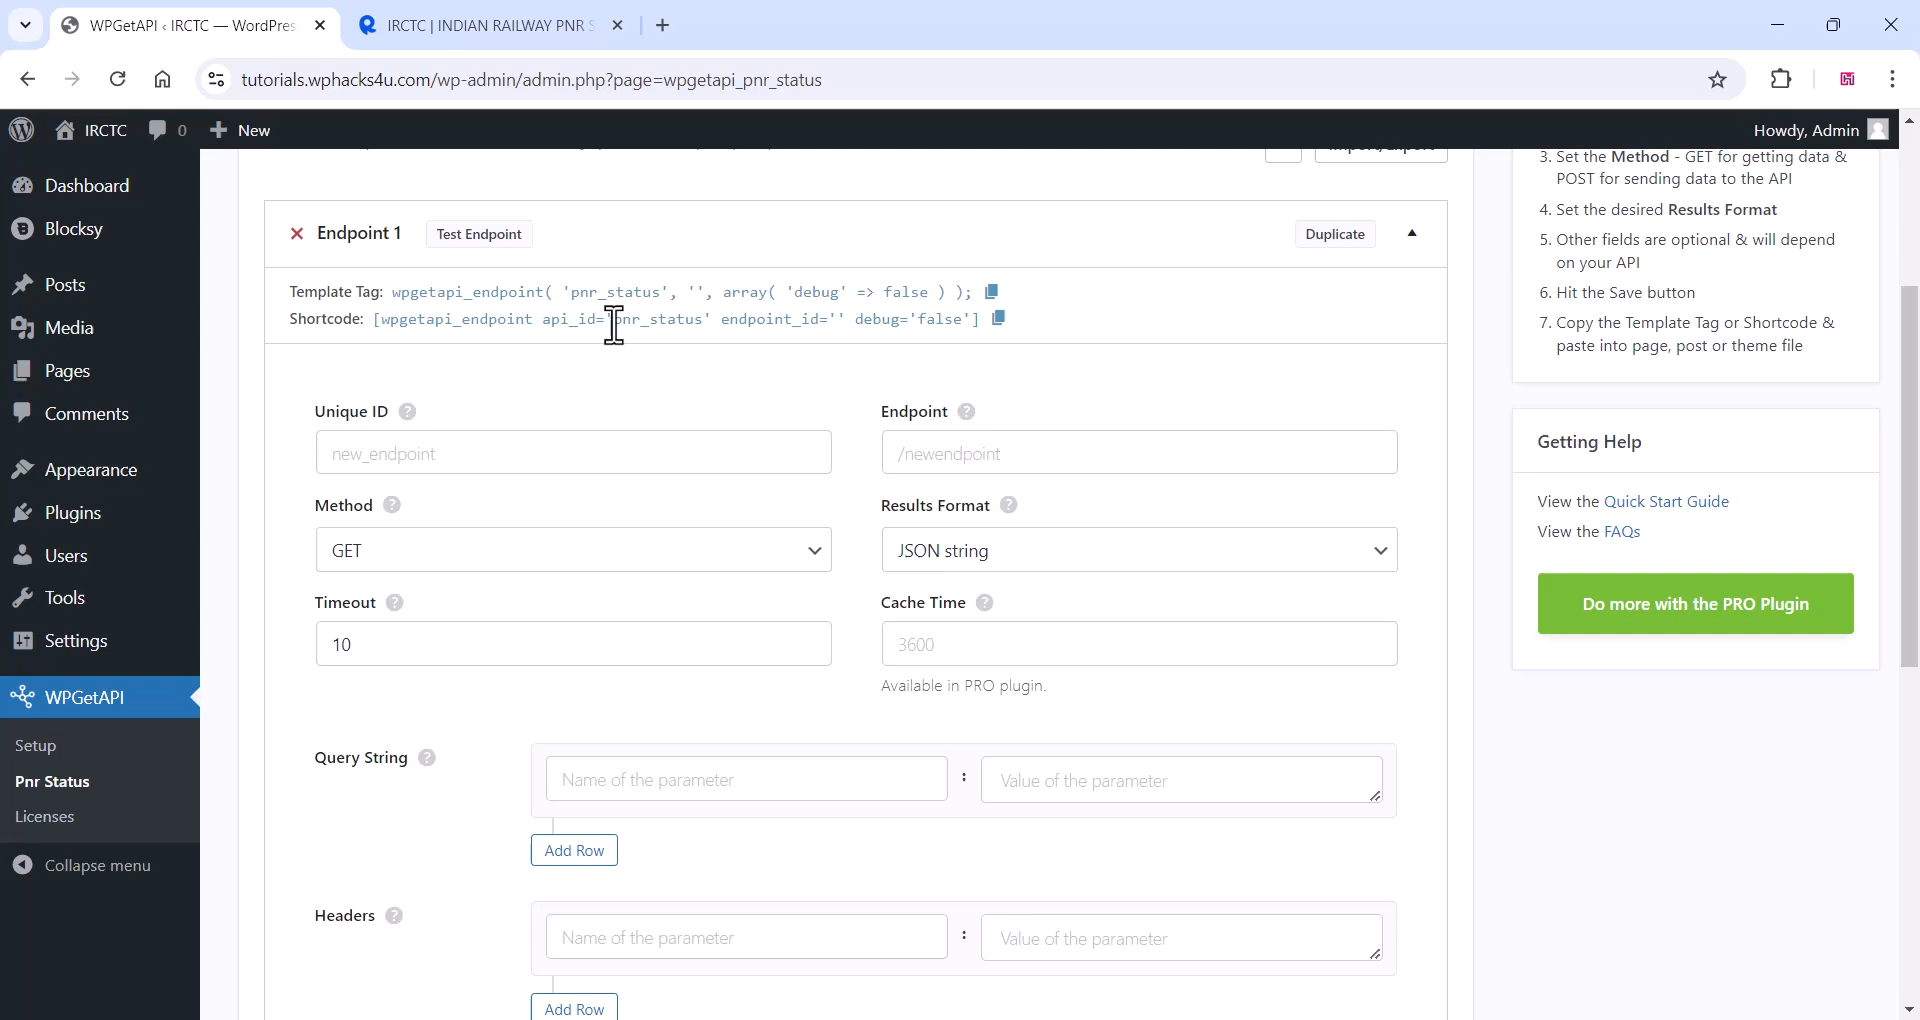 WPGetAPI ‹ IRCTC — WordPres
IRCTC | INDIAN RAILWAY PNR S
tutorials.wphacks4u.com/wp-admin/admin.php?page=wpgetapi_pnr_status
IRCTC
0
New
Howdy, Admin
Dashboard
Blocksy
Posts
Media
Pages
Comments
Appearance
Plugins
Users
Tools
Settings
WPGetAPI
Setup
Pnr Status
Licenses
Collapse menu
Import/Export
Endpoint 1
Test Endpoint
Duplicate
Template Tag: wpgetapi_endpoint( 'pnr_status', '', array( 'debug' => false ) );
Shortcode: [wpgetapi_endpoint api_id='pnr_status' endpoint_id='' debug='false']
Unique ID ?
new_endpoint
Endpoint ?
/newendpoint
Method ?
GET
Results Format ?
JSON string
Timeout ?
10
Cache Time ?
3600
Available in PRO plugin.
Query String ?
Name of the parameter : Value of the parameter
Add Row
Headers ?
Name of the parameter : Value of the parameter
Add Row
3. Set the Method - GET for getting data &
POST for sending data to the API
4. Set the desired Results Format
5. Other fields are optional & will depend
on your API
6. Hit the Save button
7. Copy the Template Tag or Shortcode &
paste into page, post or theme file
Getting Help
View the Quick Start Guide
View the FAQs
Do more with the PRO Plugin